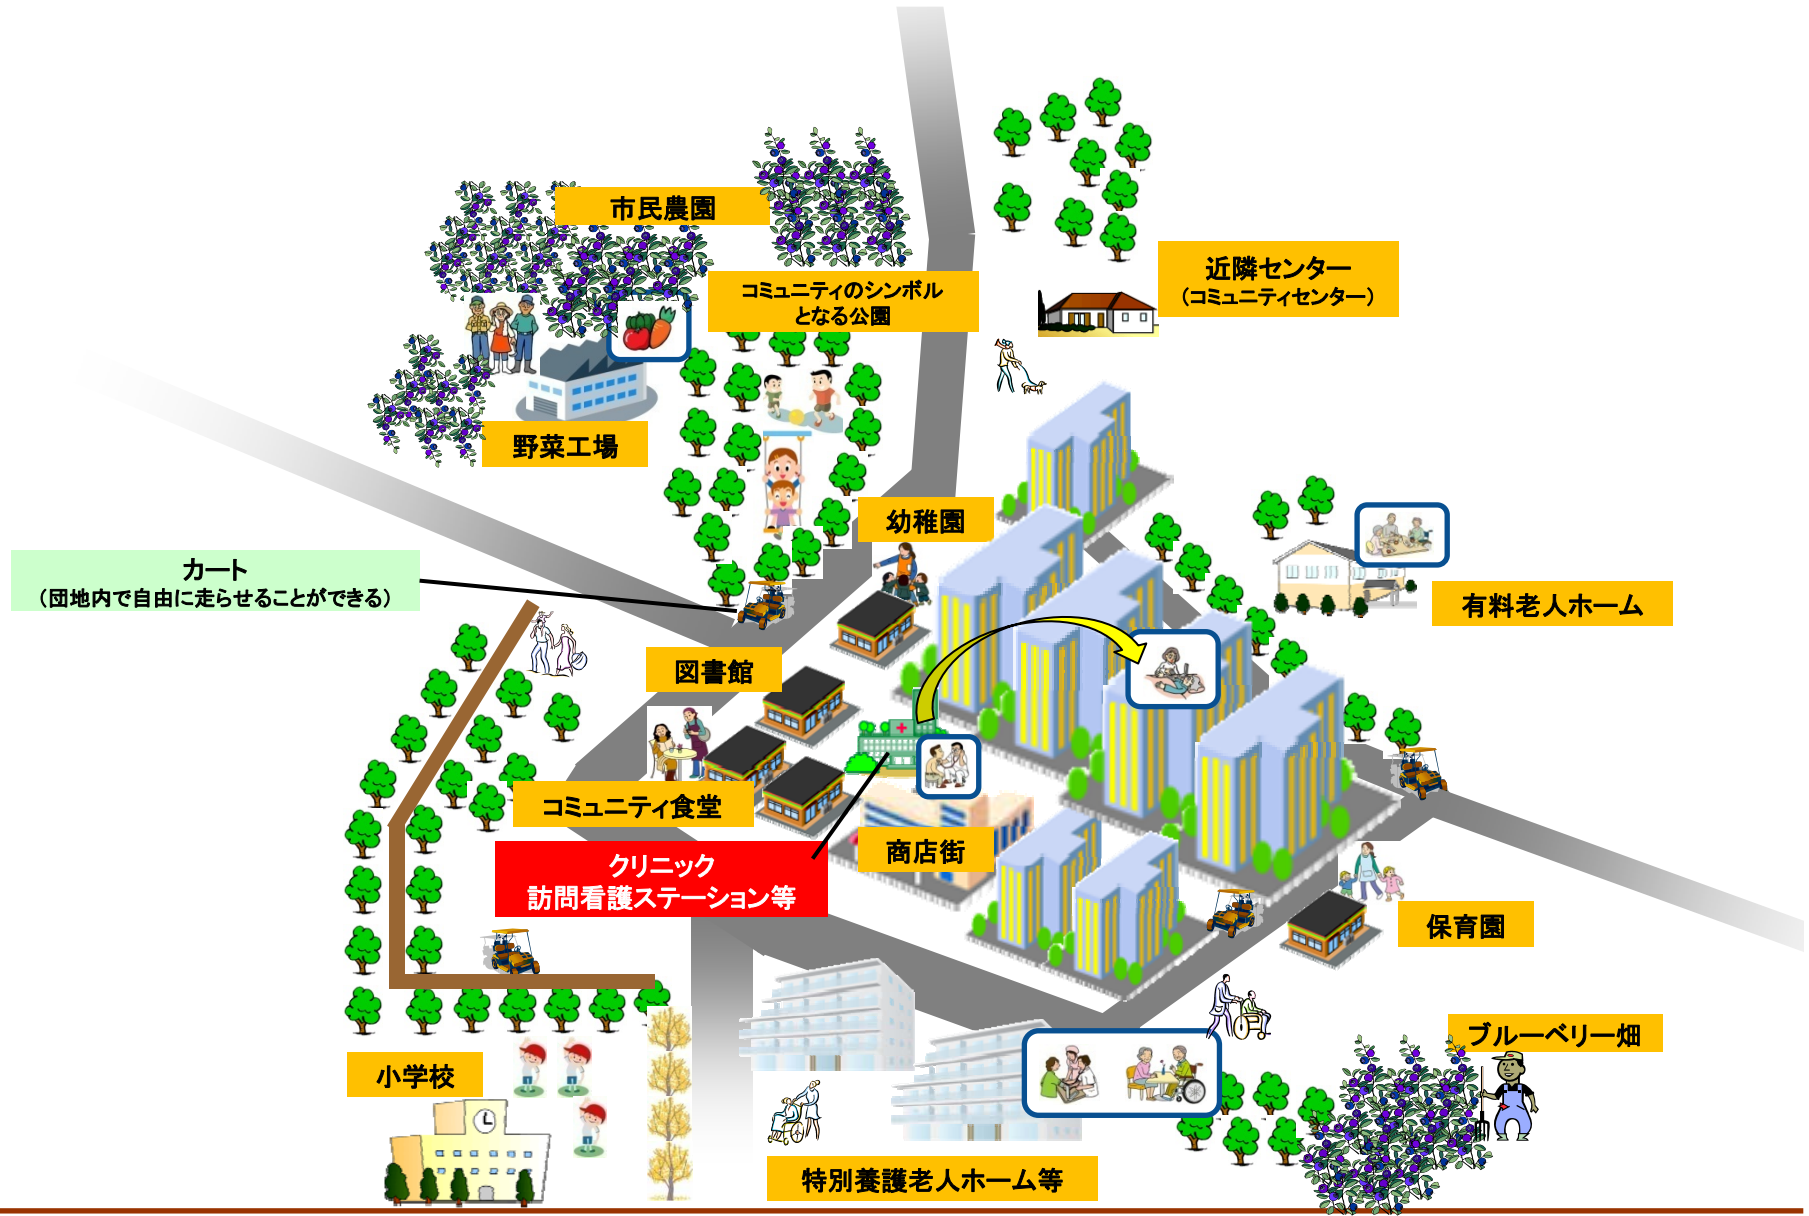 市民農園
コミュニティのシンボル
となる公園
近隣センター
（コミュニティセンター）
野菜工場
幼稚園
カート
（団地内で自由に走らせることができる）
有料老人ホーム
図書館
コミュニティ食堂
商店街
クリニック
訪問看護ステーション等
保育園
ブルーベリー畑
小学校
特別養護老人ホーム等